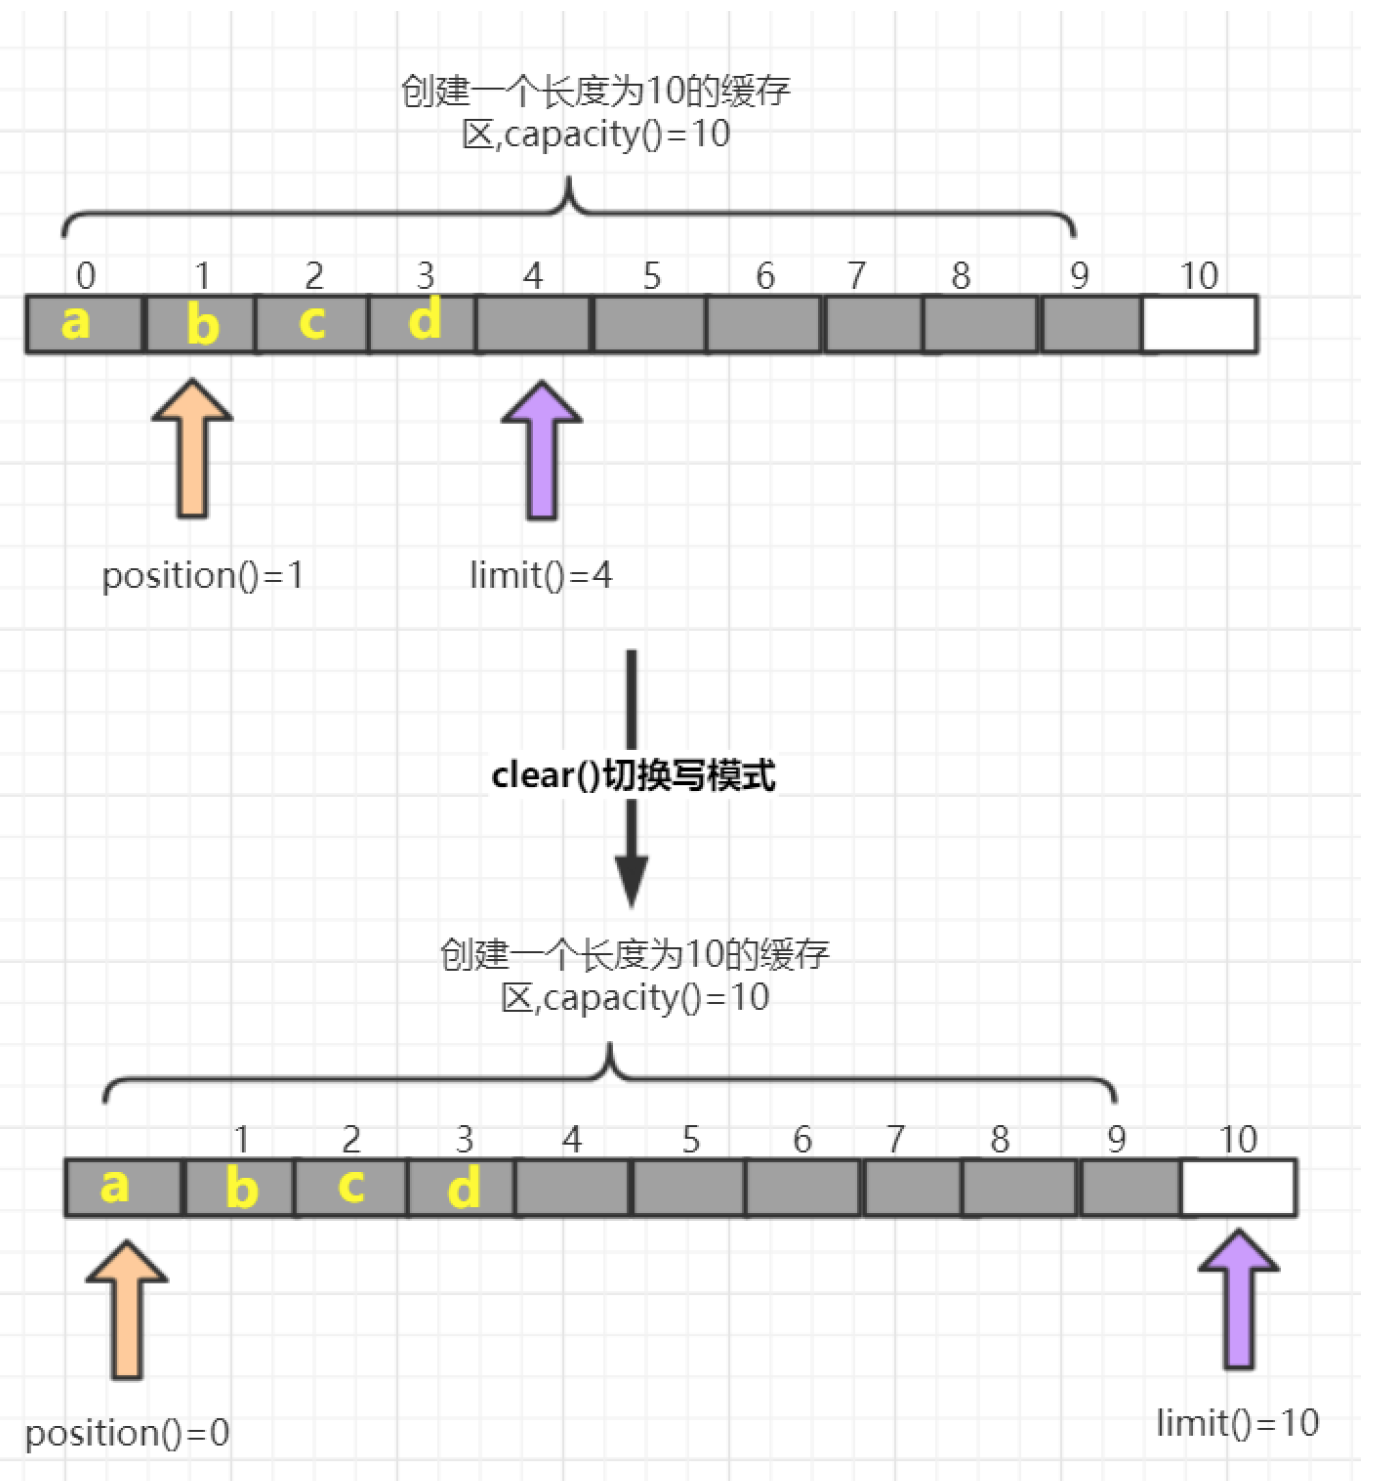 创建一个长度为10的缓存
区,capacity()=10
0 1 2 3 4 5 6 7 8 9 10
a b c d
position()=1 limit()=4
clear()切换写模式
创建一个长度为10的缓存
区,capacity()=10
1 2 3 4 5 6 7 8 9 10
a b c d
position()=0 limit()=10